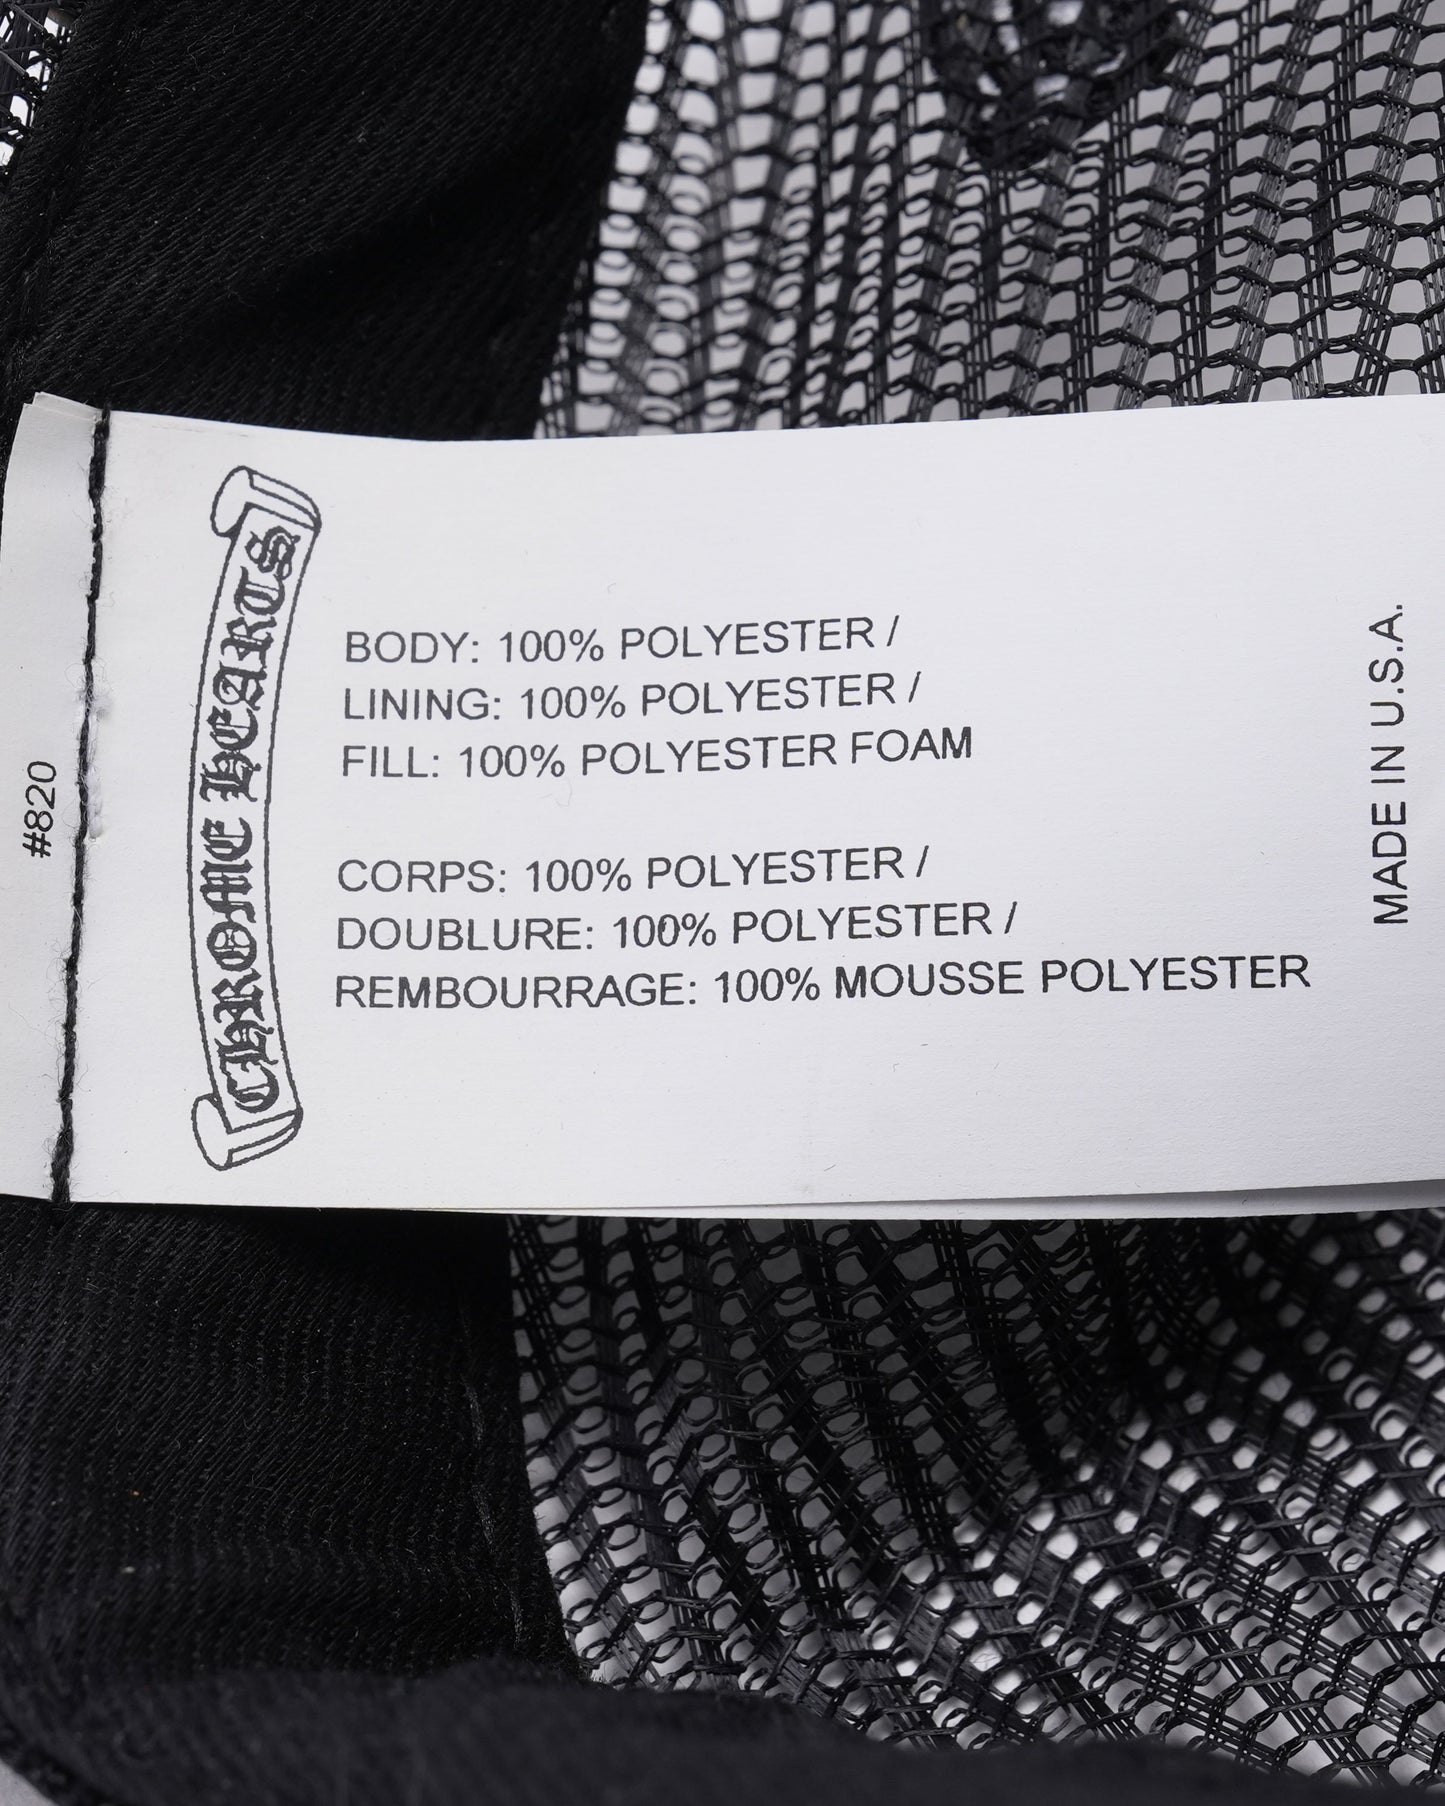 CHROME HEARTS
BODY: 100% POLYESTER /
LINING: 100% POLYESTER /
FILL: 100% POLYESTER FOAM
CORPS: 100% POLYESTER /
DOUBLURE: 100% POLYESTER /
REMBOURRAGE: 100% MOUSSE POLYESTER
MADE IN U.S.A.
#820